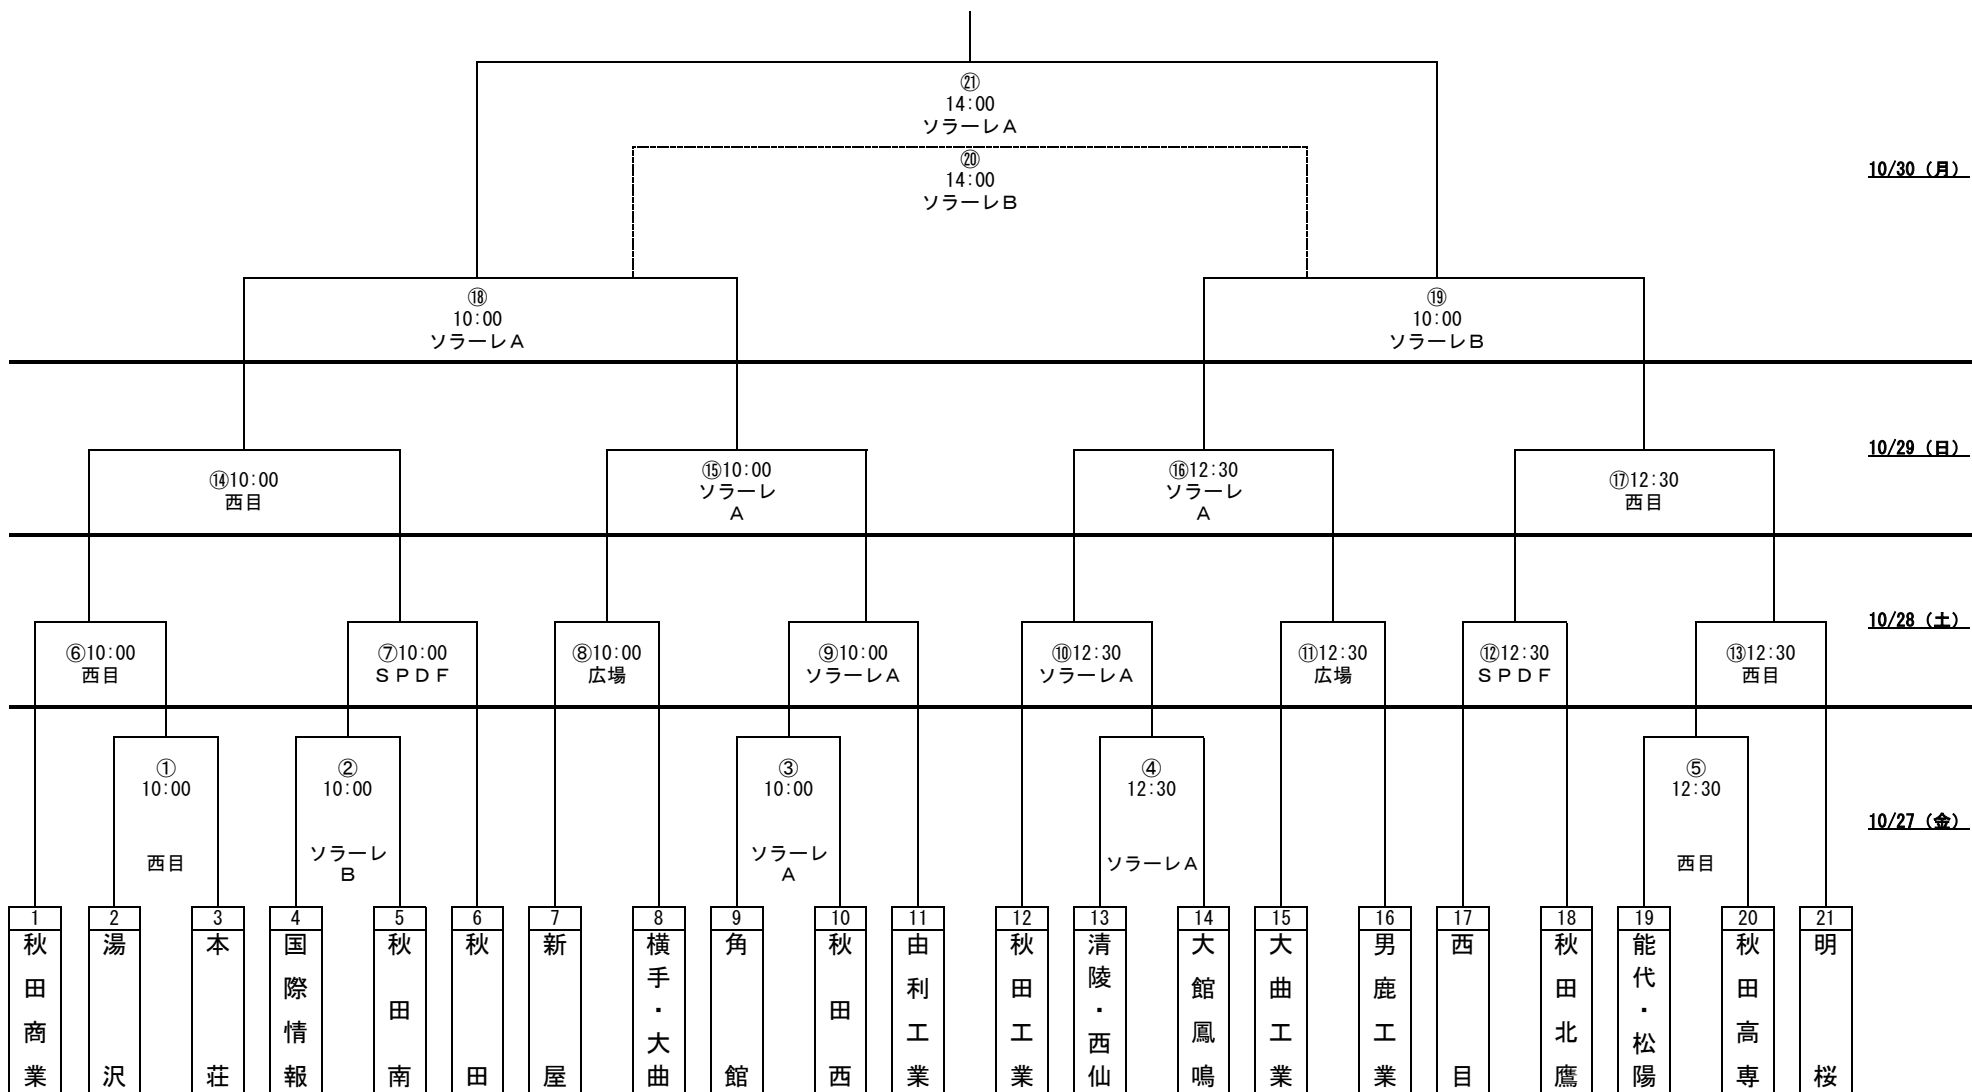 ㉑
14:00
ソラーレA
⑳
14:00
ソラーレB
10/30（月）
⑱
10:00
ソラーレA
⑲
10:00
ソラーレB
10/29（日）
⑭10:00
西目
⑮10:00
ソラーレ
A
⑯12:30
ソラーレ
A
⑰12:30
西目
10/28（土）
⑥10:00
西目
⑦10:00
SPDF
⑧10:00
広場
⑨10:00
ソラーレA
⑩12:30
ソラーレA
⑪12:30
広場
⑫12:30
SPDF
⑬12:30
西目
①
10:00
西目
②
10:00
ソラーレ
B
③
10:00
ソラーレ
A
④
12:30
ソラーレA
⑤
12:30
西目
10/27（金）
1
秋田商業
2
湯沢
3
本荘
4
国際情報
5
秋田南
6
秋田
7
新屋
8
横手・大曲
9
角館
10
秋田西
11
由利工業
12
秋田工業
13
清陵・西仙
14
大館鳳鳴
15
大曲工業
16
男鹿工業
17
西目
18
秋田北鷹
19
能代・松陽
20
秋田高専
21
明桜